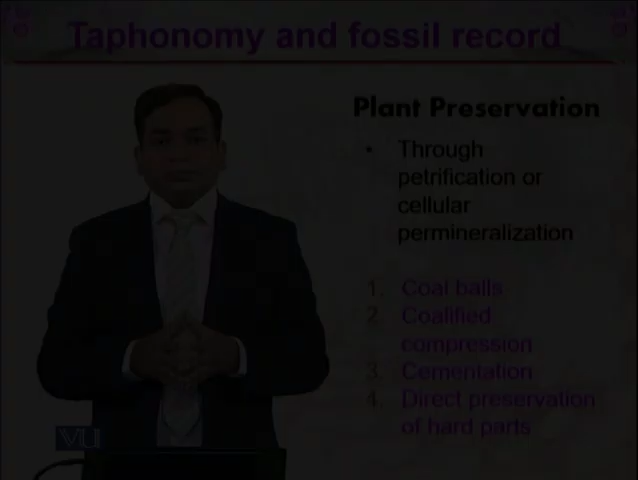 Taphonomy and fossil record
Plant Preservation
• Through
petrification or
cellular
permineralization
1. Coal balls
2. Coalified
compression
3. Cementation
4. Direct preservation
of hard parts
VU